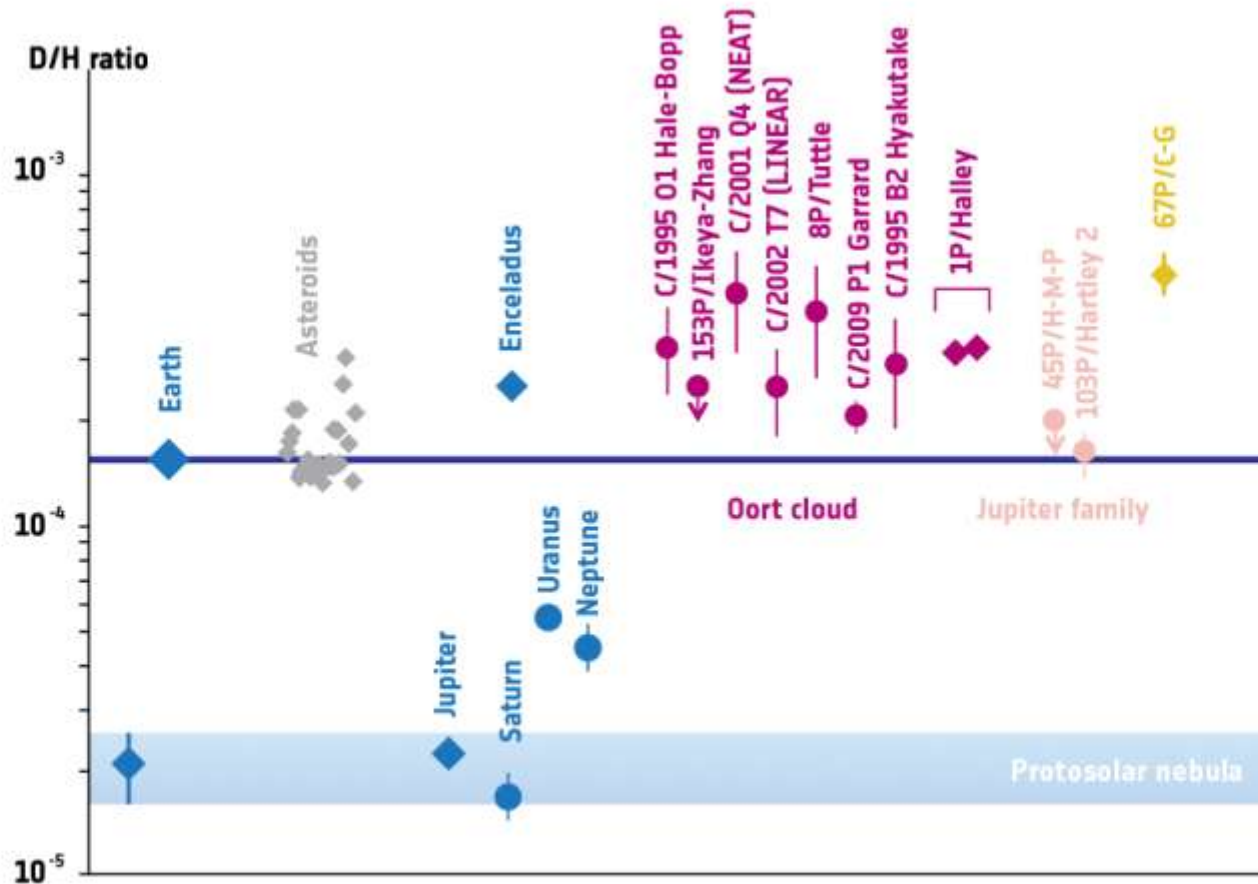 D/H ratio
10⁻³
10⁻⁴
10⁻⁵
Earth
Asteroids
Enceladus
Jupiter
Saturn
Uranus
Neptune
C/1995 O1 Hale-Bopp
153P/Ikeya-Zhang
C/2001 Q4 (NEAT)
C/2002 T7 (LINEAR)
8P/Tuttle
C/2009 P1 Garrard
C/1995 B2 Hyakutake
1P/Halley
45P/H-M-P
103P/Hartley 2
67P/C-G
Oort cloud
Jupiter family
Protosolar nebula